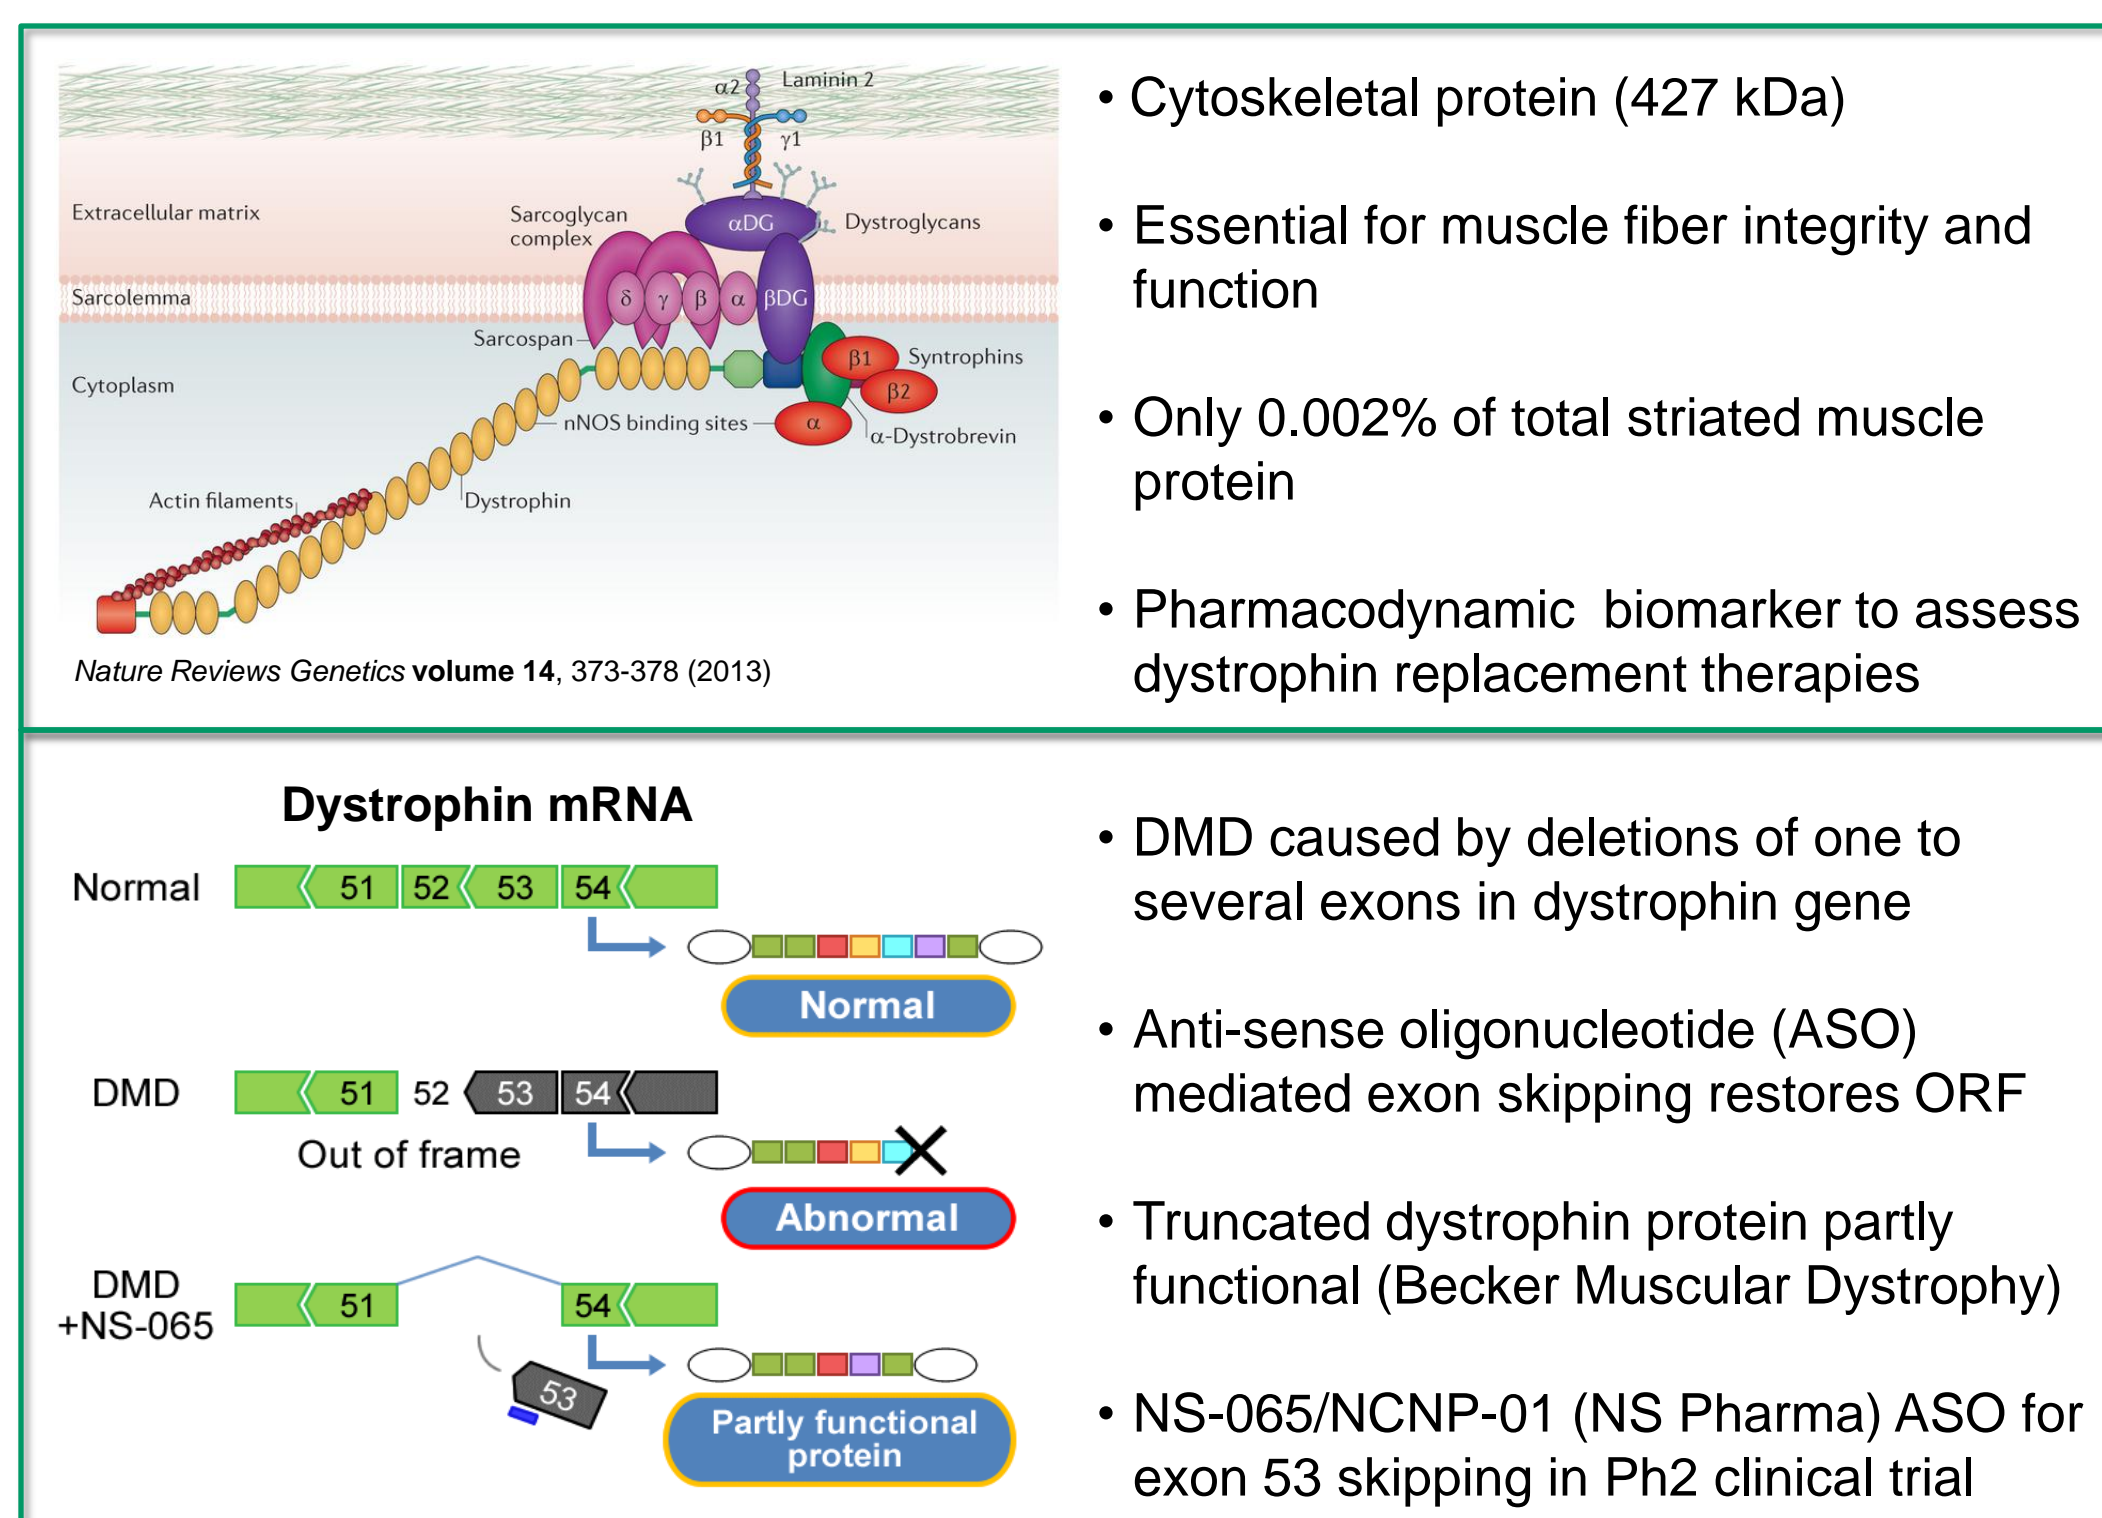 α2
Laminin 2
β1
γ1
Extracellular matrix
Sarcoglycan
complex
αDG
Dystroglycans
Sarcolemma
δ
γ
β
α
βDG
Sarcospan
β1
Syntrophins
β2
Cytoplasm
nNOS binding sites
α
α-Dystrobrevin
Actin filaments
Dystrophin
Nature Reviews Genetics volume 14, 373-378 (2013)
• Cytoskeletal protein (427 kDa)
• Essential for muscle fiber integrity and
function
• Only 0.002% of total striated muscle
protein
• Pharmacodynamic biomarker to assess
dystrophin replacement therapies
Dystrophin mRNA
Normal
51
52
53
54
Normal
DMD
51
52
53
54
Out of frame
Abnormal
DMD
+NS-065
51
54
53
Partly functional
protein
• DMD caused by deletions of one to
several exons in dystrophin gene
• Anti-sense oligonucleotide (ASO)
mediated exon skipping restores ORF
• Truncated dystrophin protein partly
functional (Becker Muscular Dystrophy)
• NS-065/NCNP-01 (NS Pharma) ASO for
exon 53 skipping in Ph2 clinical trial